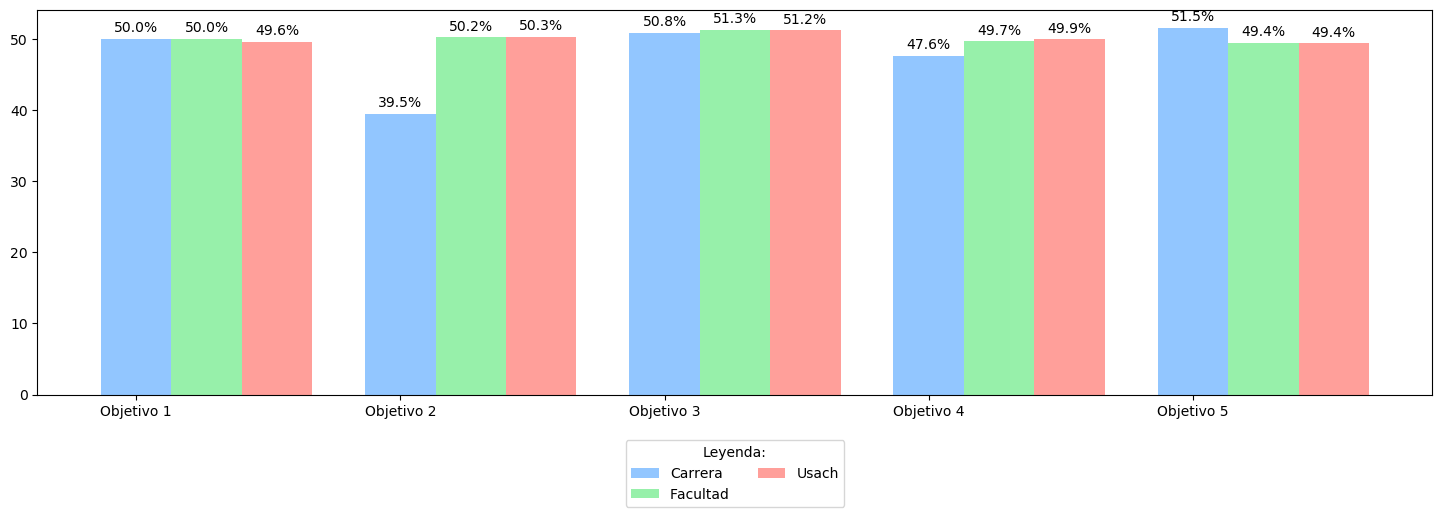 50.0% 50.0% 49.6% 39.5% 50.2% 50.3% 50.8% 51.3% 51.2% 47.6% 49.7% 49.9% 51.5% 49.4% 49.4%
50
40
30
20
10
0
Objetivo 1 Objetivo 2 Objetivo 3 Objetivo 4 Objetivo 5
Leyenda:
Carrera Usach
Facultad